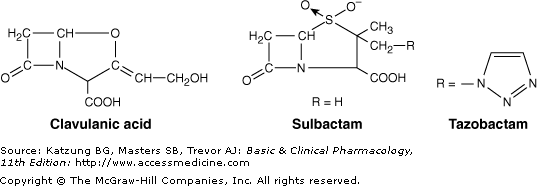 O O⁻
H₂C CH O S CH₃
H₂C CH C CH₂—R
C N C C CH CH₂OH
O C N COOH
O COOH
R = N N N
R = H
Clavulanic acid Sulbactam Tazobactam
Source: Katzung BG, Masters SB, Trevor AJ: Basic & Clinical Pharmacology,
11th Edition: http://www.accessmedicine.com
Copyright © The McGraw-Hill Companies, Inc. All rights reserved.